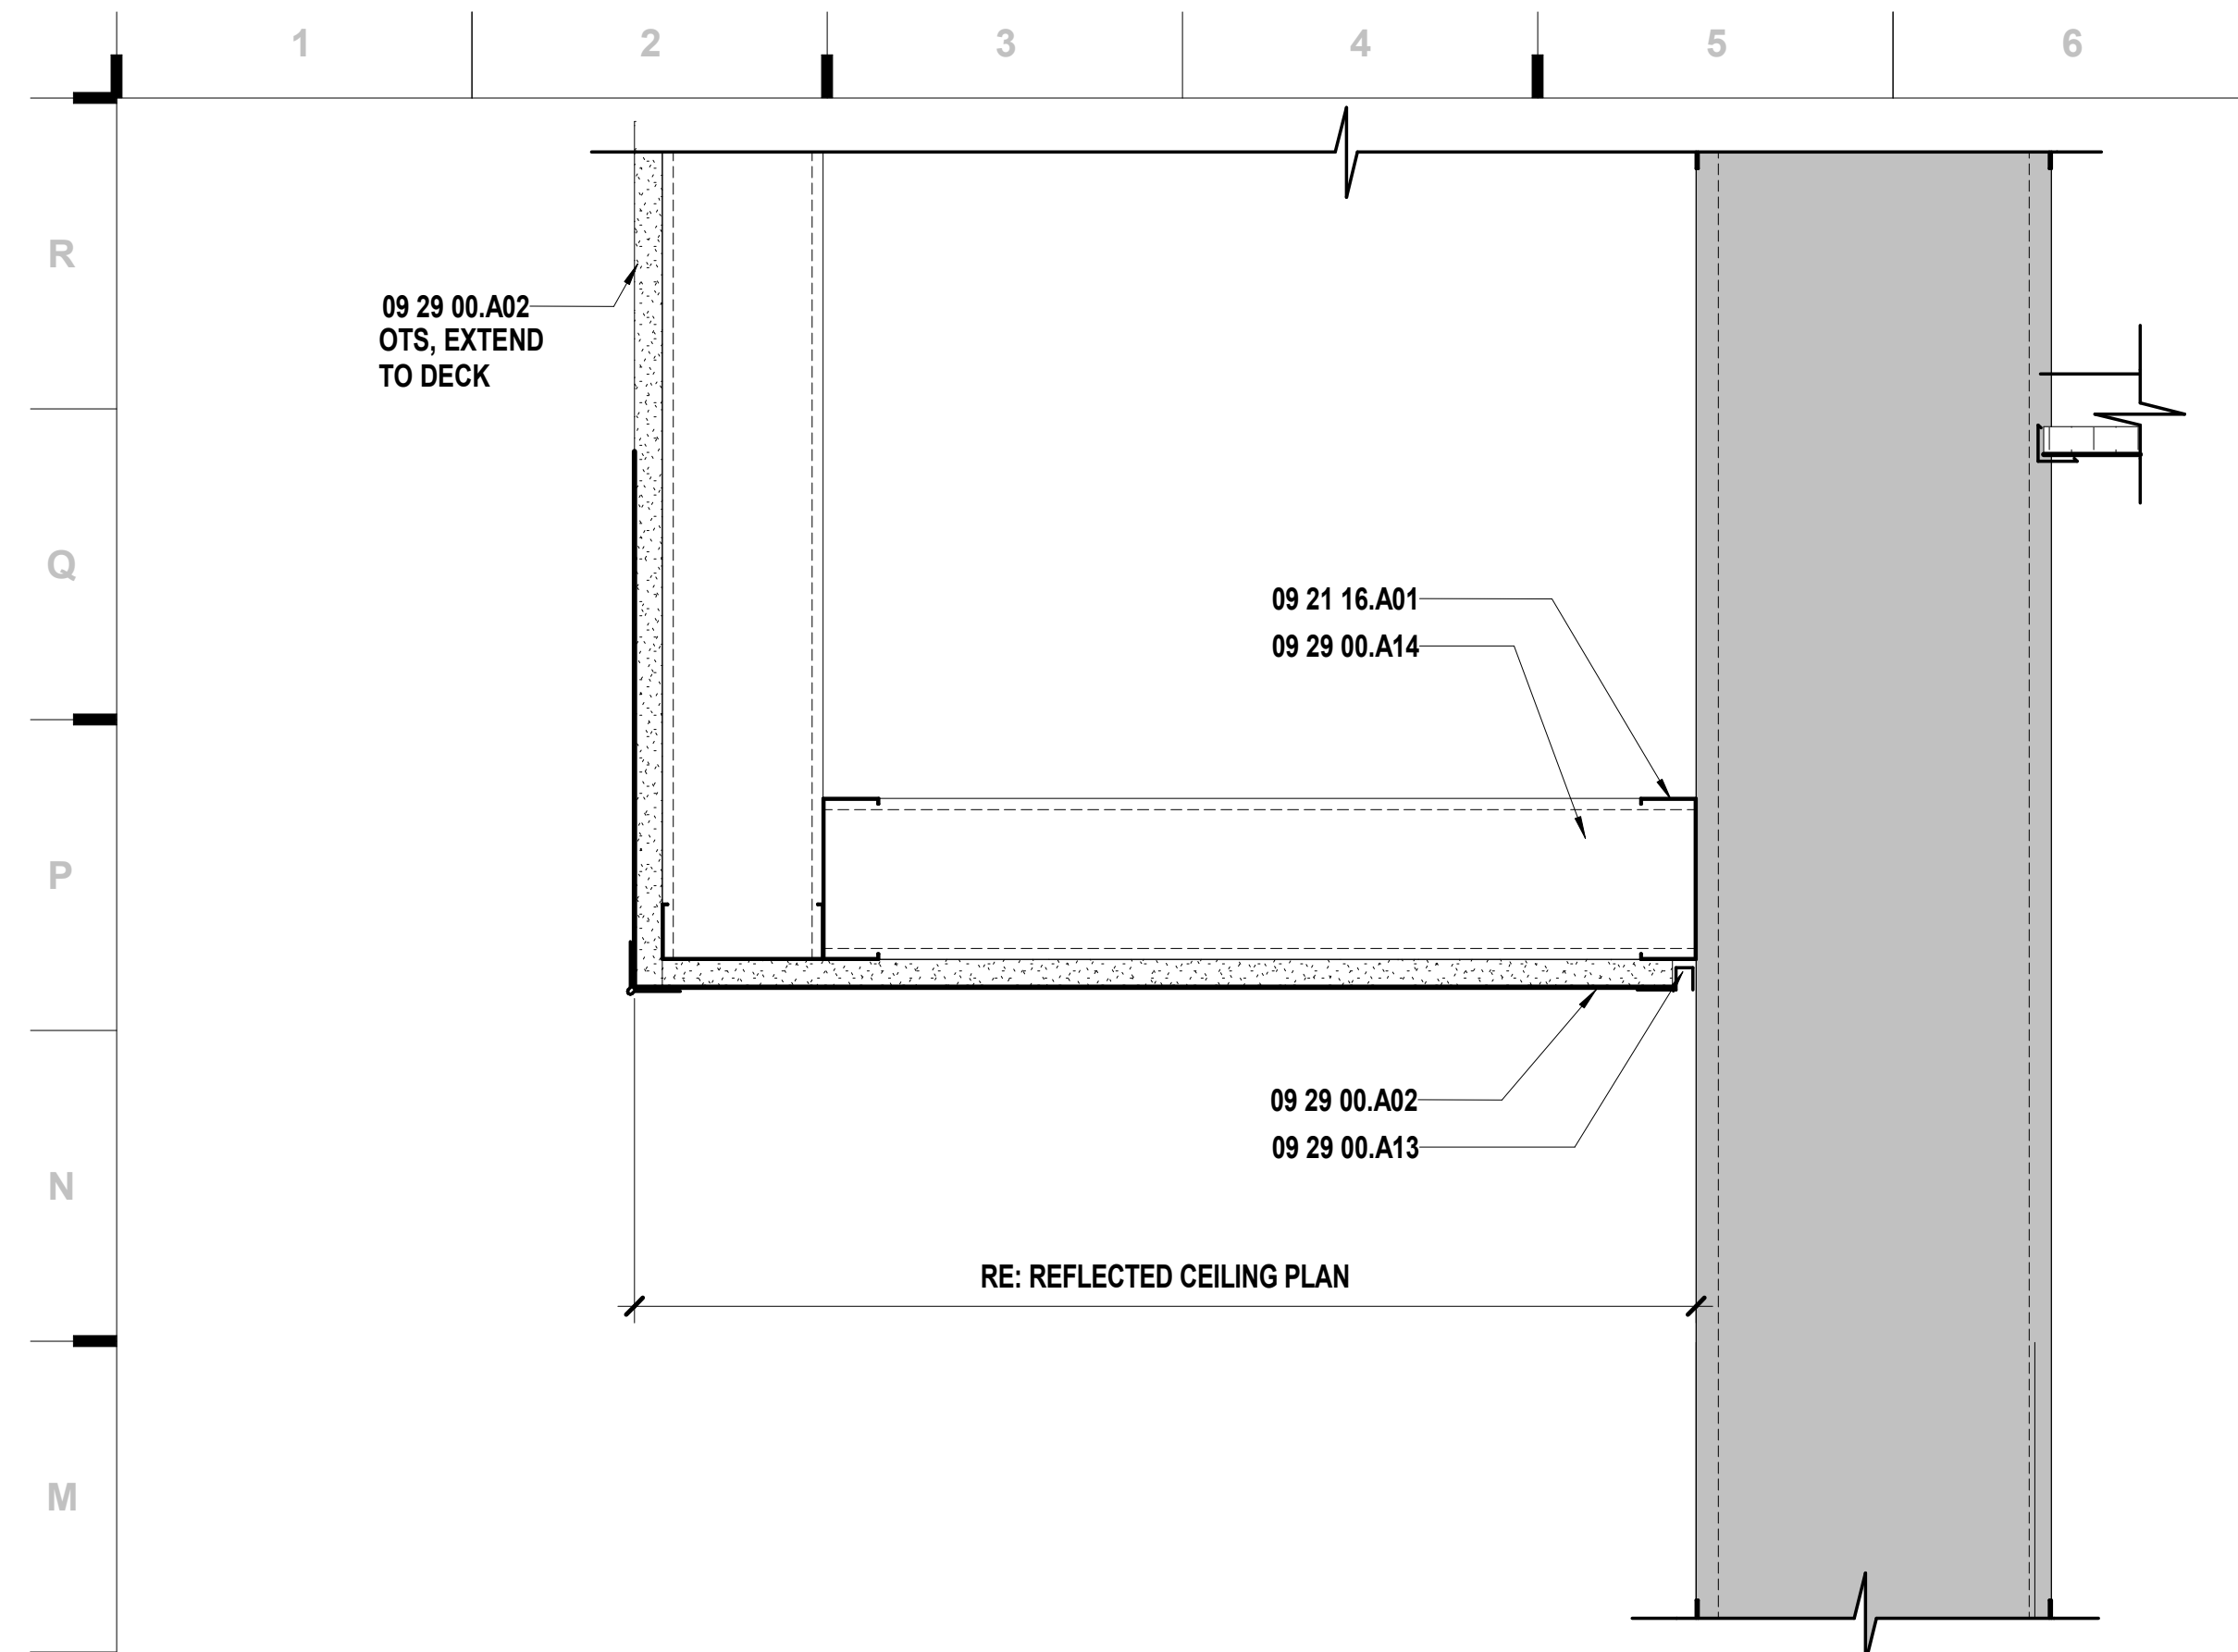 1 2 3 4 5 6
R
09 29 00.A02
OTS, EXTEND
TO DECK
Q
09 21 16.A01
09 29 00.A14
P
09 29 00.A02
09 29 00.A13
N
RE: REFLECTED CEILING PLAN
M